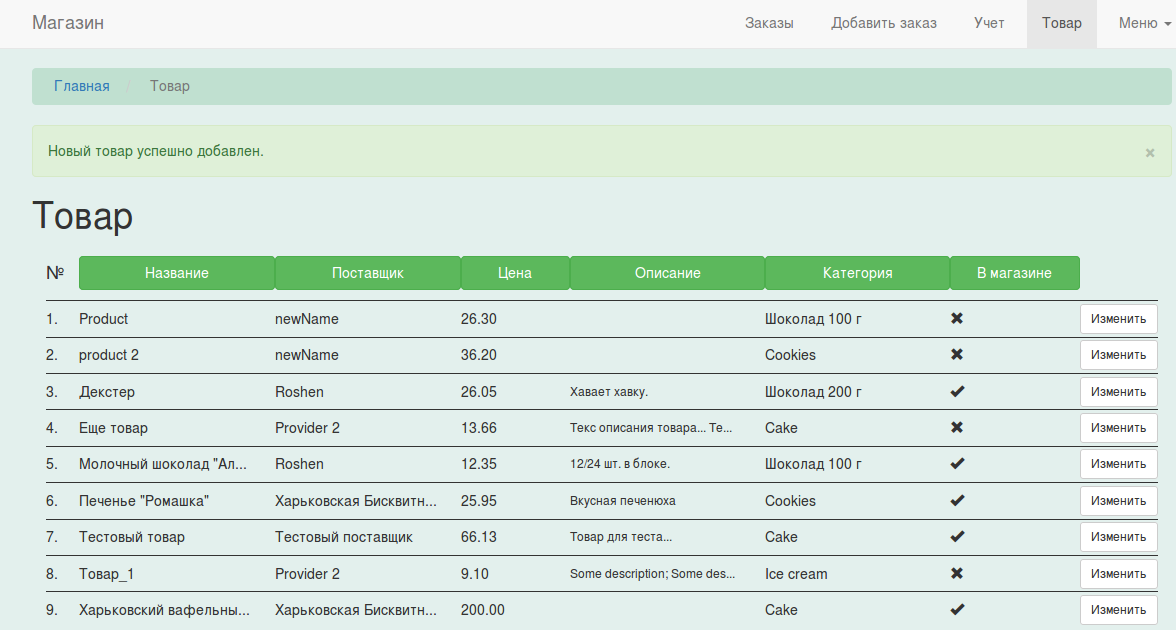 Магазин Заказы Добавить заказ Учет Товар Меню
Главная / Товар
Новый товар успешно добавлен. ×
Товар
№ Название Поставщик Цена Описание Категория В магазине
1. Product newName 26.30 Шоколад 100 г ✖ Изменить
2. product 2 newName 36.20 Cookies ✖ Изменить
3. Декстер Roshen 26.05 Хавает хавку. Шоколад 200 г ✔ Изменить
4. Еще товар Provider 2 13.66 Текс описания товара... Те... Cake ✖ Изменить
5. Молочный шоколад "Ал... Roshen 12.35 12/24 шт. в блоке. Шоколад 100 г ✔ Изменить
6. Печенье "Ромашка" Харьковская Бисквитн... 25.95 Вкусная печенюха Cookies ✔ Изменить
7. Тестовый товар Тестовый поставщик 66.13 Товар для теста... Cake ✔ Изменить
8. Товар_1 Provider 2 9.10 Some description; Some des... Ice cream ✖ Изменить
9. Харьковский вафельны... Харьковская Бисквитн... 200.00 Cake ✔ Изменить